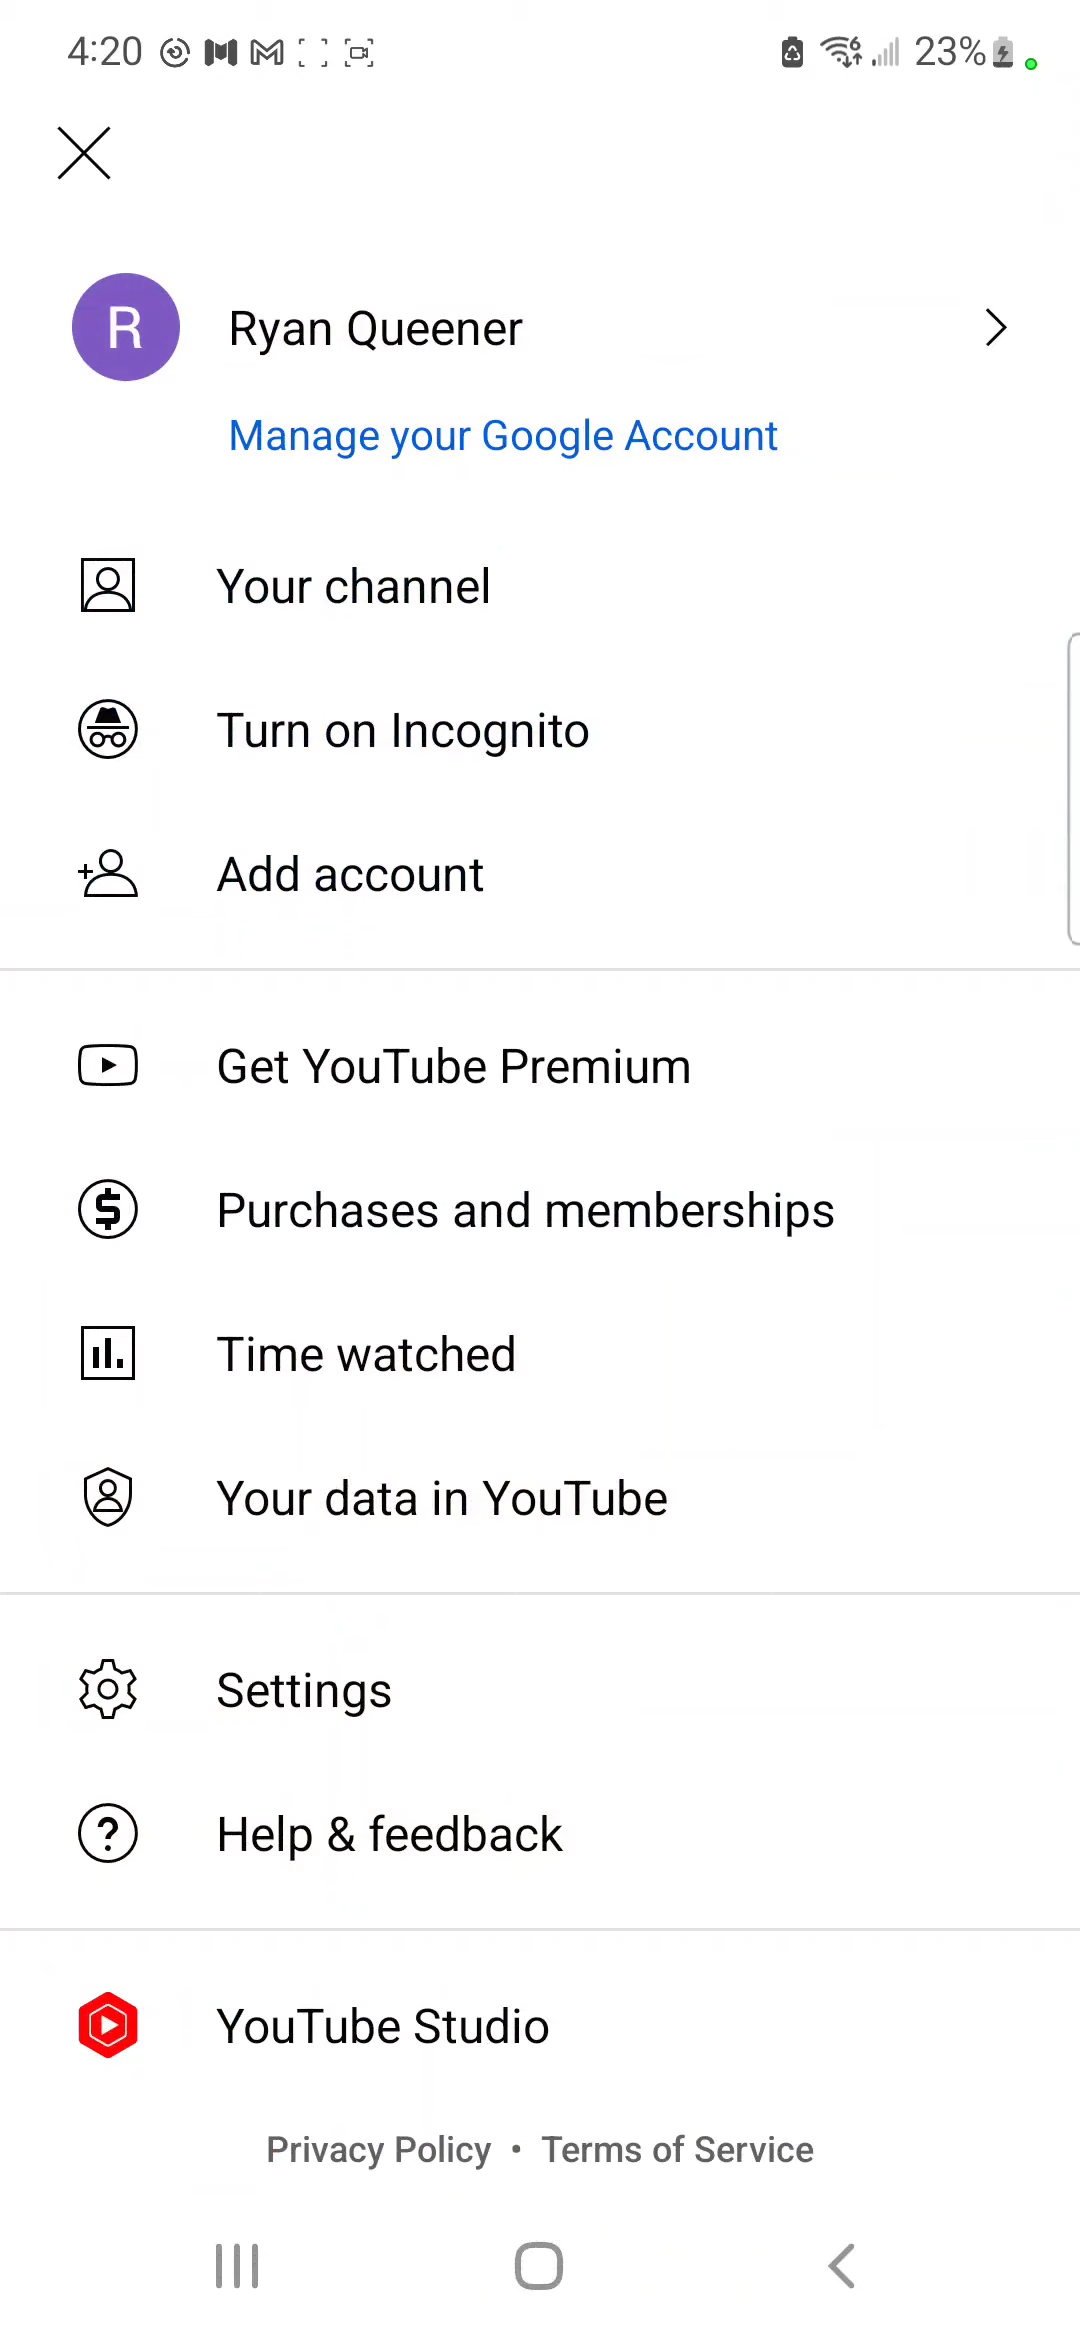 4:20 23%
R
Ryan Queener
Manage your Google Account
Your channel
Turn on Incognito
Add account
Get YouTube Premium
Purchases and memberships
Time watched
Your data in YouTube
Settings
Help & feedback
YouTube Studio
Privacy Policy • Terms of Service